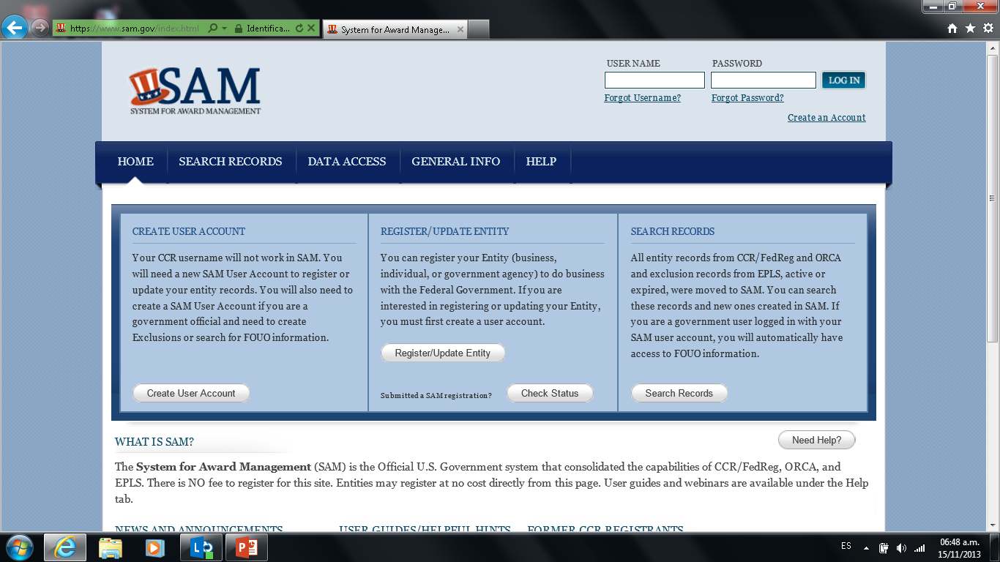 https://www.sam.gov/index.html
Identifica...
System for Award Manage...
SAM
SYSTEM FOR AWARD MANAGEMENT
USER NAME
PASSWORD
LOG IN
Forgot Username?
Forgot Password?
Create an Account
HOME
SEARCH RECORDS
DATA ACCESS
GENERAL INFO
HELP
CREATE USER ACCOUNT
Your CCR username will not work in SAM. You
will need a new SAM User Account to register or
update your entity records. You will also need to
create a SAM User Account if you are a
government official and need to create
Exclusions or search for FOUO information.
Create User Account
REGISTER/UPDATE ENTITY
You can register your Entity (business,
individual, or government agency) to do business
with the Federal Government. If you are
interested in registering or updating your Entity,
you must first create a user account.
Register/Update Entity
Submitted a SAM registration?
Check Status
SEARCH RECORDS
All entity records from CCR/FedReg and ORCA
and exclusion records from EPLS, active or
expired, were moved to SAM. You can search
these records and new ones created in SAM. If
you are a government user logged in with your
SAM user account, you will automatically have
access to FOUO information.
Search Records
WHAT IS SAM?
Need Help?
The System for Award Management (SAM) is the Official U.S. Government system that consolidated the capabilities of CCR/FedReg, ORCA, and
EPLS. There is NO fee to register for this site. Entities may register at no cost directly from this page. User guides and webinars are available under the Help
tab.
NEWS AND ANNOUNCEMENTS
USER GUIDES/HELPFUL HINTS
FORMER CCR REGISTRANTS
ES
06:48 a.m.
15/11/2013